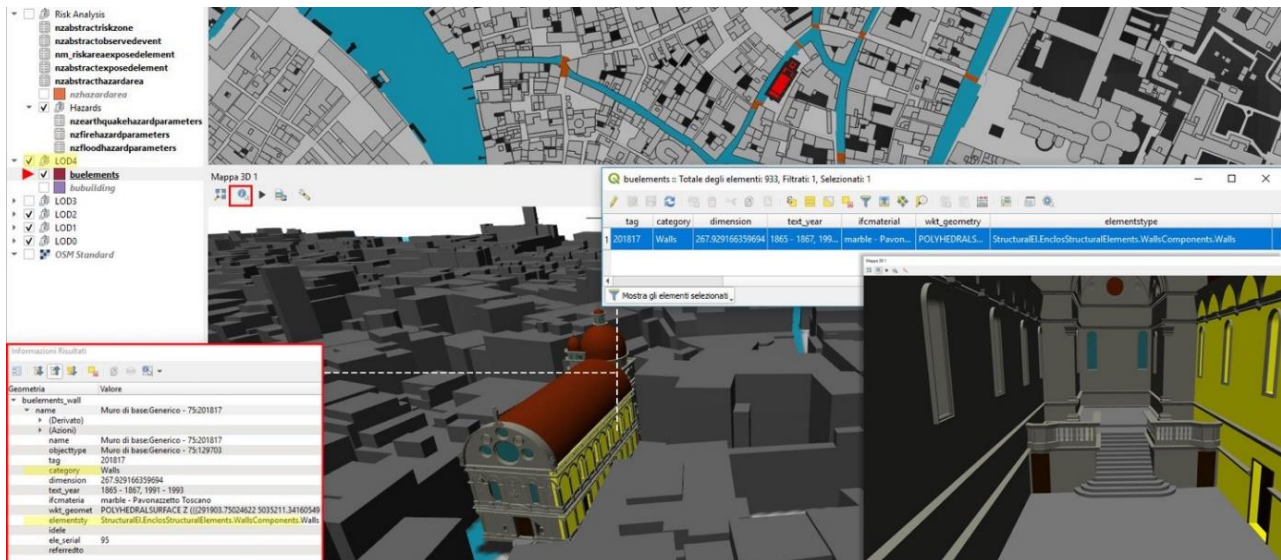 Risk Analysis
nzabstractriskzone
nzabstractobservedevent
nm_riskareaexposedelement
nzabstractexposedelement
nzabstracthazardarea
nzhazardarea
Hazards
nzearthquakehazardparameters
nzfirehazardparameters
nzfloodhazardparameters
LOD4
buelements
bubuilding
LOD3
LOD2
LOD1
LOD0
OSM Standard
Mappa 3D 1
buelements :: Totale degli elementi: 933, Filtrati: 1, Selezionati: 1
tag category dimension text_year ifcmaterial wkt_geometry elementstype
1 201817 Walls 267.929166359694 1865 - 1867, 199... marble - Pavon... POLYHEDRALS... StructuralEl.EnclosStructuralElements.WallsComponents.Walls
Mostra gli elementi selezionati
Mappa 3D 1
Informazioni Risultati
Geometria Valore
buelements_wall
name Muro di base:Generico - 75:201817
(Derivato)
(Azioni)
name Muro di base:Generico - 75:201817
objecttype Muro di base:Generico - 75:129703
tag 201817
category Walls
dimension 267.929166359694
text_year 1865 - 1867, 1991 - 1993
ifcmateria marble - Pavonazzetto Toscano
wkt_geomet POLYHEDRALSURFACE Z (((291903.75024622 5035211.34160549
elementsty StructuralEl.EnclosStructuralElements.WallsComponents.Walls
idele
ele_serial 95
referredto